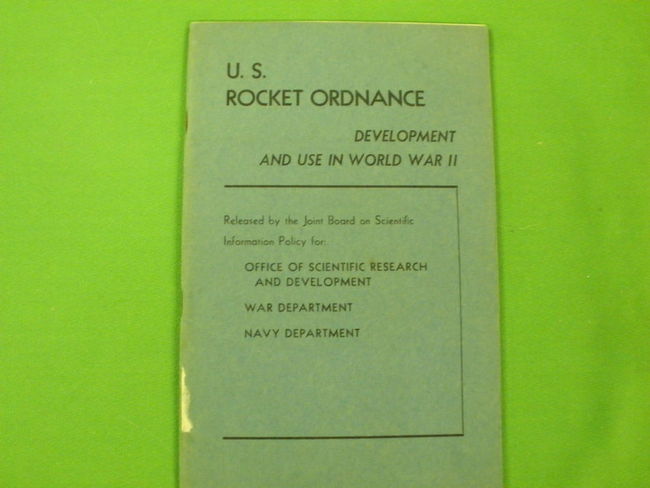 U. S.
ROCKET ORDNANCE
DEVELOPMENT
AND USE IN WORLD WAR II
Released by the Joint Board on Scientific
Information Policy for:
OFFICE OF SCIENTIFIC RESEARCH
AND DEVELOPMENT
WAR DEPARTMENT
NAVY DEPARTMENT